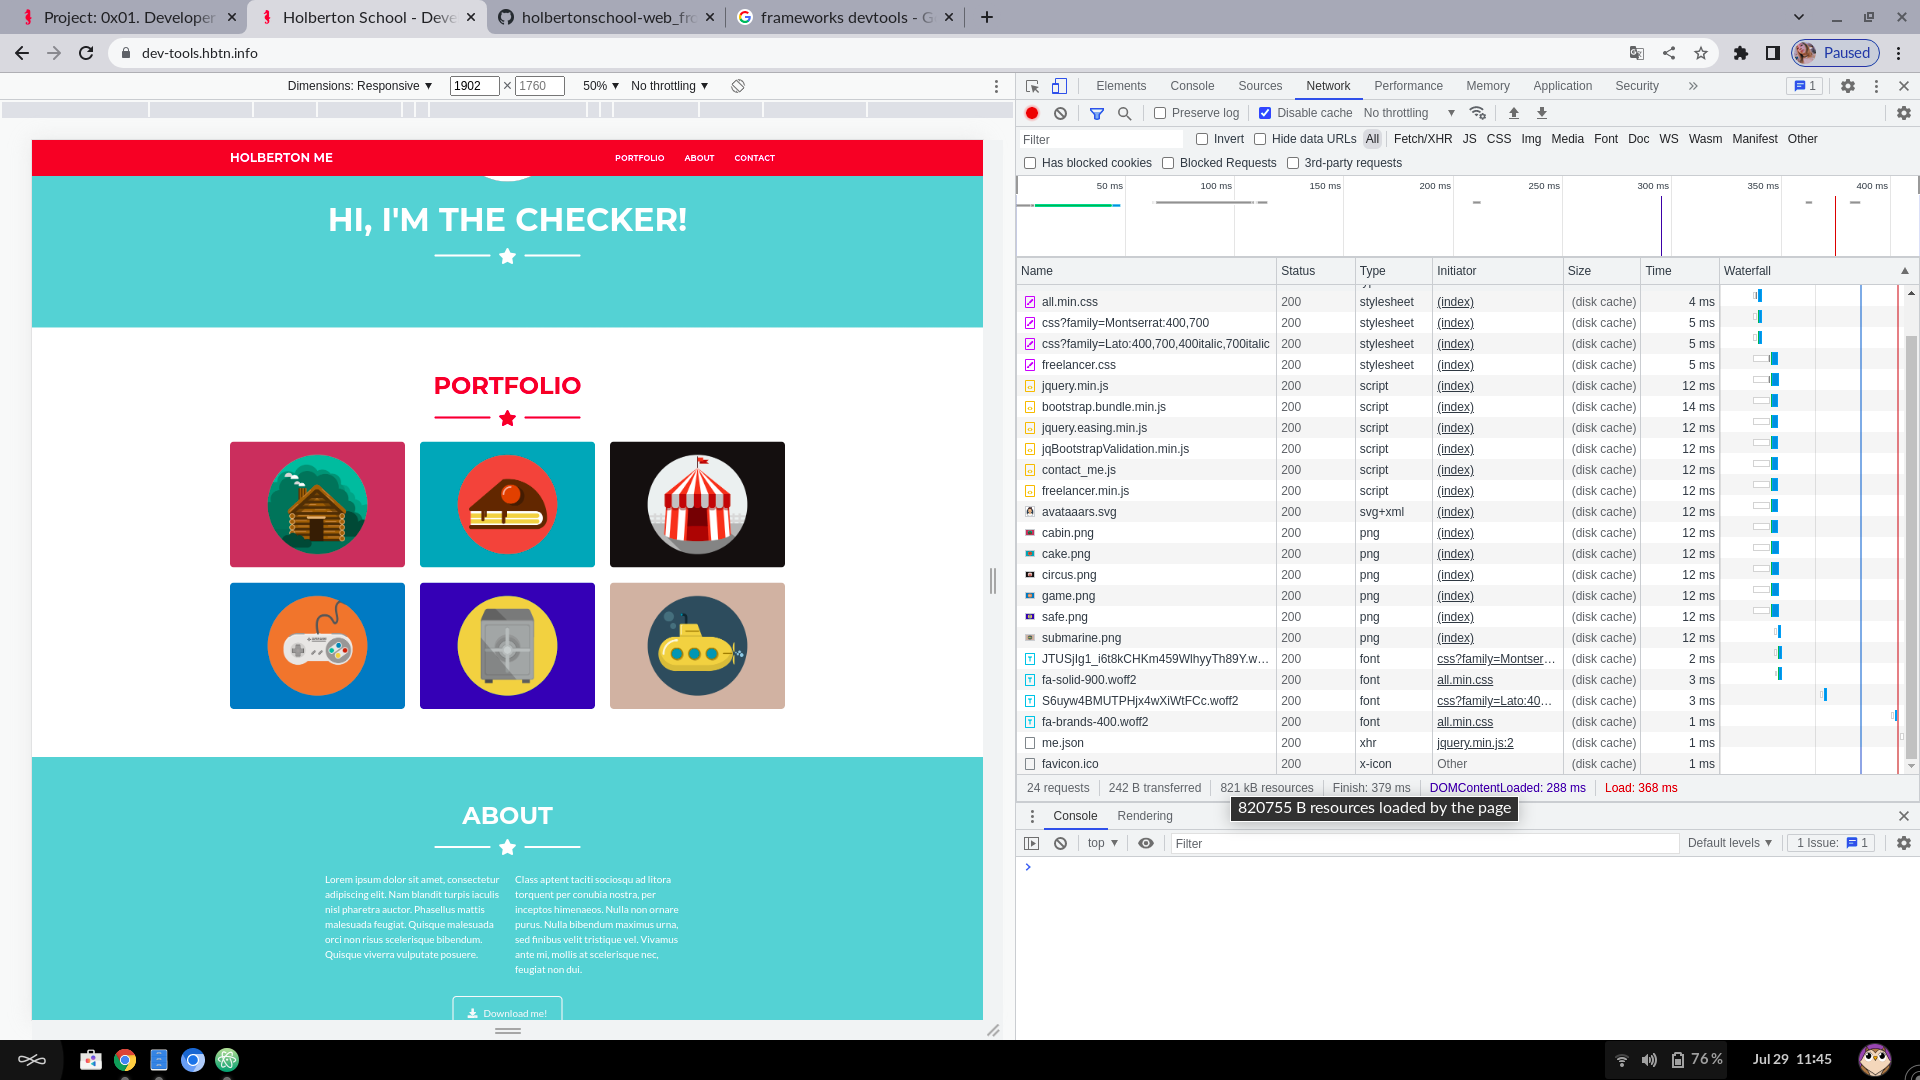 Project: 0x01. Developer
Holberton School - Deve
holbertonschool-web_fro
frameworks devtools - G
dev-tools.hbtn.info
Paused
Dimensions: Responsive
1902 × 1760
50%
No throttling
HOLBERTON ME
PORTFOLIO
ABOUT
CONTACT
HI, I'M THE CHECKER!
PORTFOLIO
ABOUT
Lorem ipsum dolor sit amet, consectetur
adipiscing elit. Nam blandit turpis iaculis
nisl pharetra auctor. Phasellus mattis
malesuada feugiat. Quisque malesuada
orci non risus scelerisque bibendum.
Quisque viverra vulputate posuere.
Class aptent taciti sociosqu ad litora
torquent per conubia nostra, per
inceptos himenaeos. Nulla non ornare
purus. Nulla bibendum maximus urna,
sed finibus velit tristique vel. Vivamus
ante mi, mollis at scelerisque nec,
feugiat non dui.
Download me!
Elements Console Sources Network Performance Memory Application Security 1
Preserve log Disable cache No throttling
Filter Invert Hide data URLs All Fetch/XHR JS CSS Img Media Font Doc WS Wasm Manifest Other
Has blocked cookies Blocked Requests 3rd-party requests
50 ms 100 ms 150 ms 200 ms 250 ms 300 ms 350 ms 400 ms
Name Status Type Initiator Size Time Waterfall
all.min.css 200 stylesheet (index) (disk cache) 4 ms
css?family=Montserrat:400,700 200 stylesheet (index) (disk cache) 5 ms
css?family=Lato:400,700,400italic,700italic 200 stylesheet (index) (disk cache) 5 ms
freelancer.css 200 stylesheet (index) (disk cache) 5 ms
jquery.min.js 200 script (index) (disk cache) 12 ms
bootstrap.bundle.min.js 200 script (index) (disk cache) 14 ms
jquery.easing.min.js 200 script (index) (disk cache) 12 ms
jqBootstrapValidation.min.js 200 script (index) (disk cache) 12 ms
contact_me.js 200 script (index) (disk cache) 12 ms
freelancer.min.js 200 script (index) (disk cache) 12 ms
avataaars.svg 200 svg+xml (index) (disk cache) 12 ms
cabin.png 200 png (index) (disk cache) 12 ms
cake.png 200 png (index) (disk cache) 12 ms
circus.png 200 png (index) (disk cache) 12 ms
game.png 200 png (index) (disk cache) 12 ms
safe.png 200 png (index) (disk cache) 12 ms
submarine.png 200 png (index) (disk cache) 12 ms
JTUSjIg1_i6t8kCHKm459WlhyyTh89Y.w... 200 font css?family=Montser... (disk cache) 2 ms
fa-solid-900.woff2 200 font all.min.css (disk cache) 3 ms
S6uyw4BMUTPHjx4wXiWtFCc.woff2 200 font css?family=Lato:40... (disk cache) 3 ms
fa-brands-400.woff2 200 font all.min.css (disk cache) 1 ms
me.json 200 xhr jquery.min.js:2 (disk cache) 1 ms
favicon.ico 200 x-icon Other (disk cache) 1 ms
24 requests 242 B transferred 821 kB resources Finish: 379 ms DOMContentLoaded: 288 ms Load: 368 ms
820755 B resources loaded by the page
Console Rendering
top Filter Default levels 1 Issue: 1
76 % Jul 29 11:45